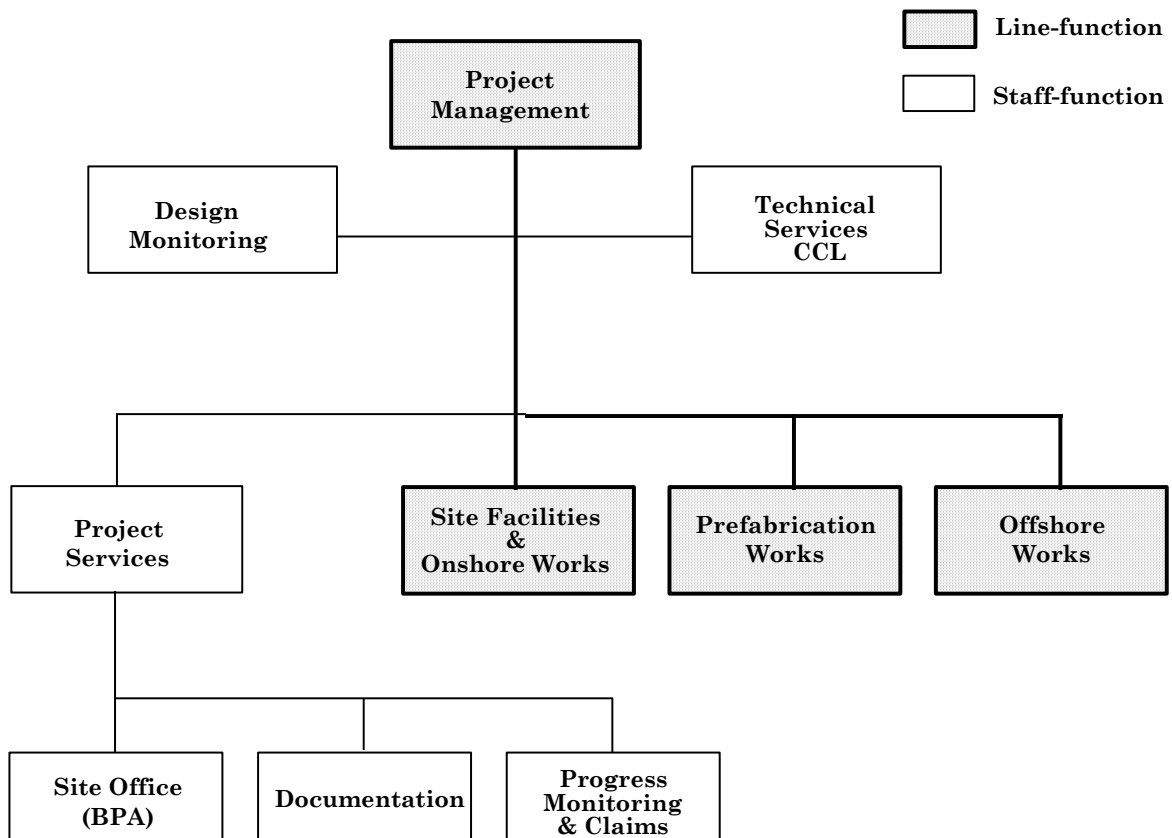 Line-function
Staff-function
Project
Management
Design
Monitoring
Technical
Services
CCL
Project
Services
Site Facilities
&
Onshore Works
Prefabrication
Works
Offshore
Works
Site Office
(BPA)
Documentation
Progress
Monitoring
& Claims